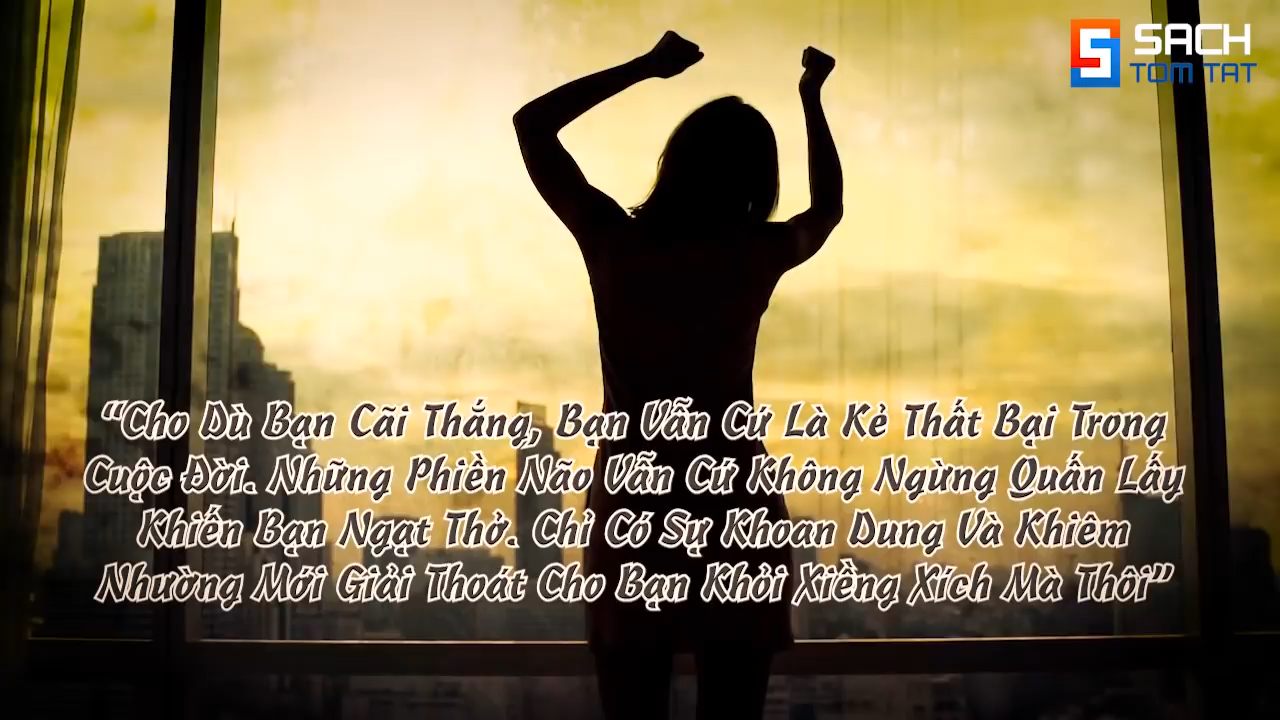 SACH
TOM TAT
“Cho Dù Bạn Cãi Thắng, Bạn Vẫn Cứ Là Kẻ Thất Bại Trong
Cuộc Đời. Những Phiền Não Vẫn Cứ Không Ngừng Quấn Lấy
Khiến Bạn Ngạt Thở. Chỉ Có Sự Khoan Dung Và Khiêm
Nhường Mới Giải Thoát Cho Bạn Khỏi Xiềng Xích Mà Thôi”